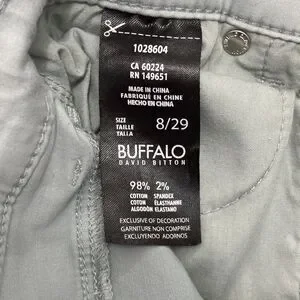 1028604
CA 60224
RN 149651
MADE IN CHINA
FABRIQUÉ EN CHINE
HECHO EN CHINA
SIZE
TAILLE
TALLA
8/29
BUFFALO
DAVID BITTON
98% 2%
COTTON SPANDEX
COTON ÉLASTHANNE
ALGODÓN ELASTANO
EXCLUSIVE OF DECORATION
GARNITURE NON COMPRISE
EXCLUYENDO ADORNOS